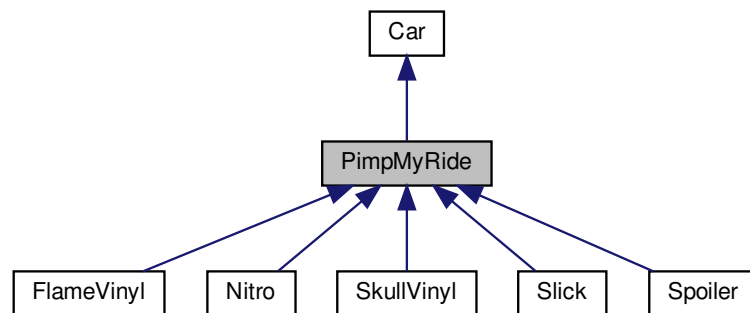 Car
PimpMyRide
FlameVinyl
Nitro
SkullVinyl
Slick
Spoiler